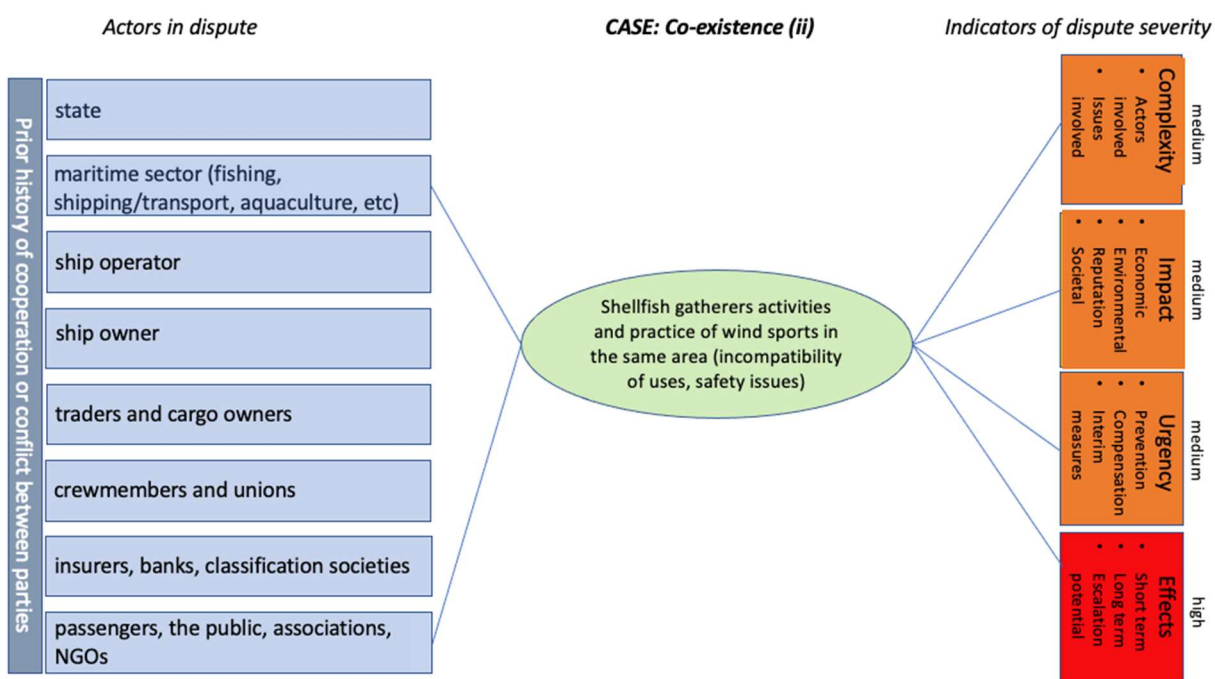 Actors in dispute
CASE: Co-existence (ii)
Indicators of dispute severity
Prior history of cooperation or conflict between parties
state
maritime sector (fishing,
shipping/transport, aquaculture, etc)
ship operator
ship owner
traders and cargo owners
crewmembers and unions
insurers, banks, classification societies
passengers, the public, associations,
NGOs
Shellfish gatherers activities
and practice of wind sports in
the same area (incompatibility
of uses, safety issues)
medium
Complexity
• Actors
involved
• Issues
involved
medium
Impact
• Economic
• Environmental
• Reputation
• Societal
medium
Urgency
• Prevention
• Compensation
• Interim
measures
high
Effects
• Short term
• Long term
• Escalation
potential